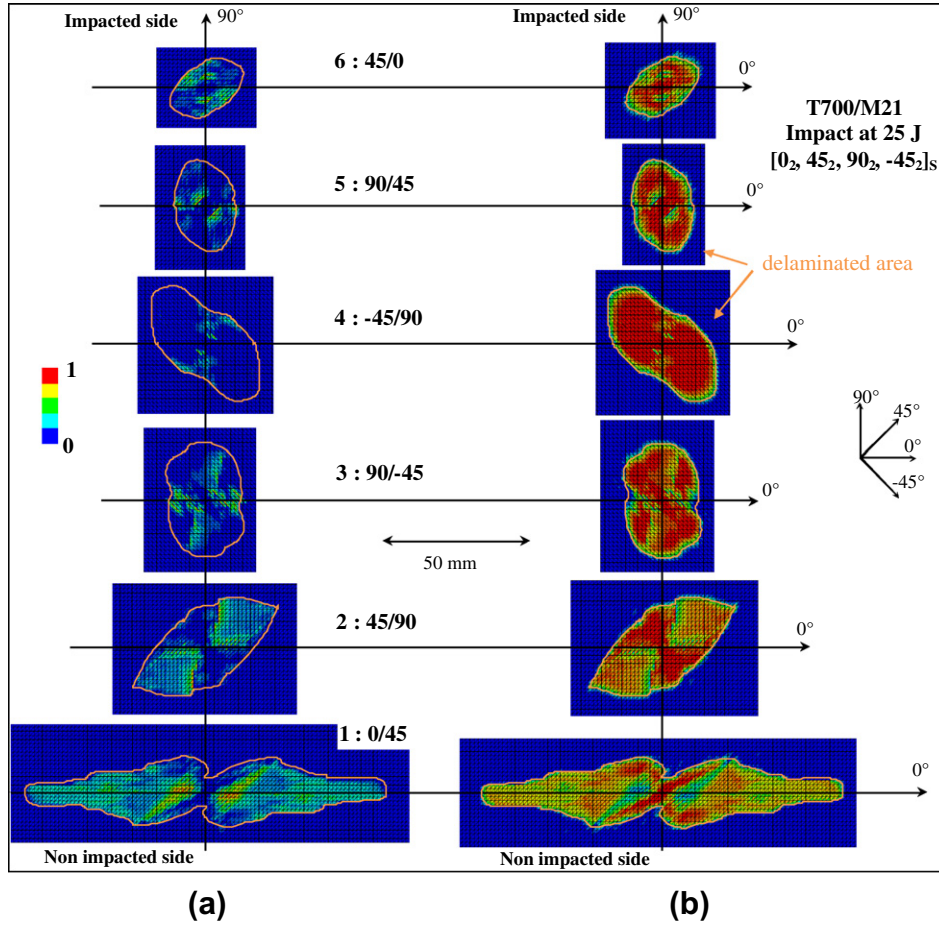 Impacted side
90°
Impacted side
90°
6 : 45/0
0°
T700/M21
Impact at 25 J
[0₂, 45₂, 90₂, -45₂]s
5 : 90/45
0°
delaminated area
4 : -45/90
0°
1
0
90°
45°
0°
-45°
3 : 90/-45
0°
50 mm
2 : 45/90
0°
1 : 0/45
0°
Non impacted side
Non impacted side
(a)
(b)